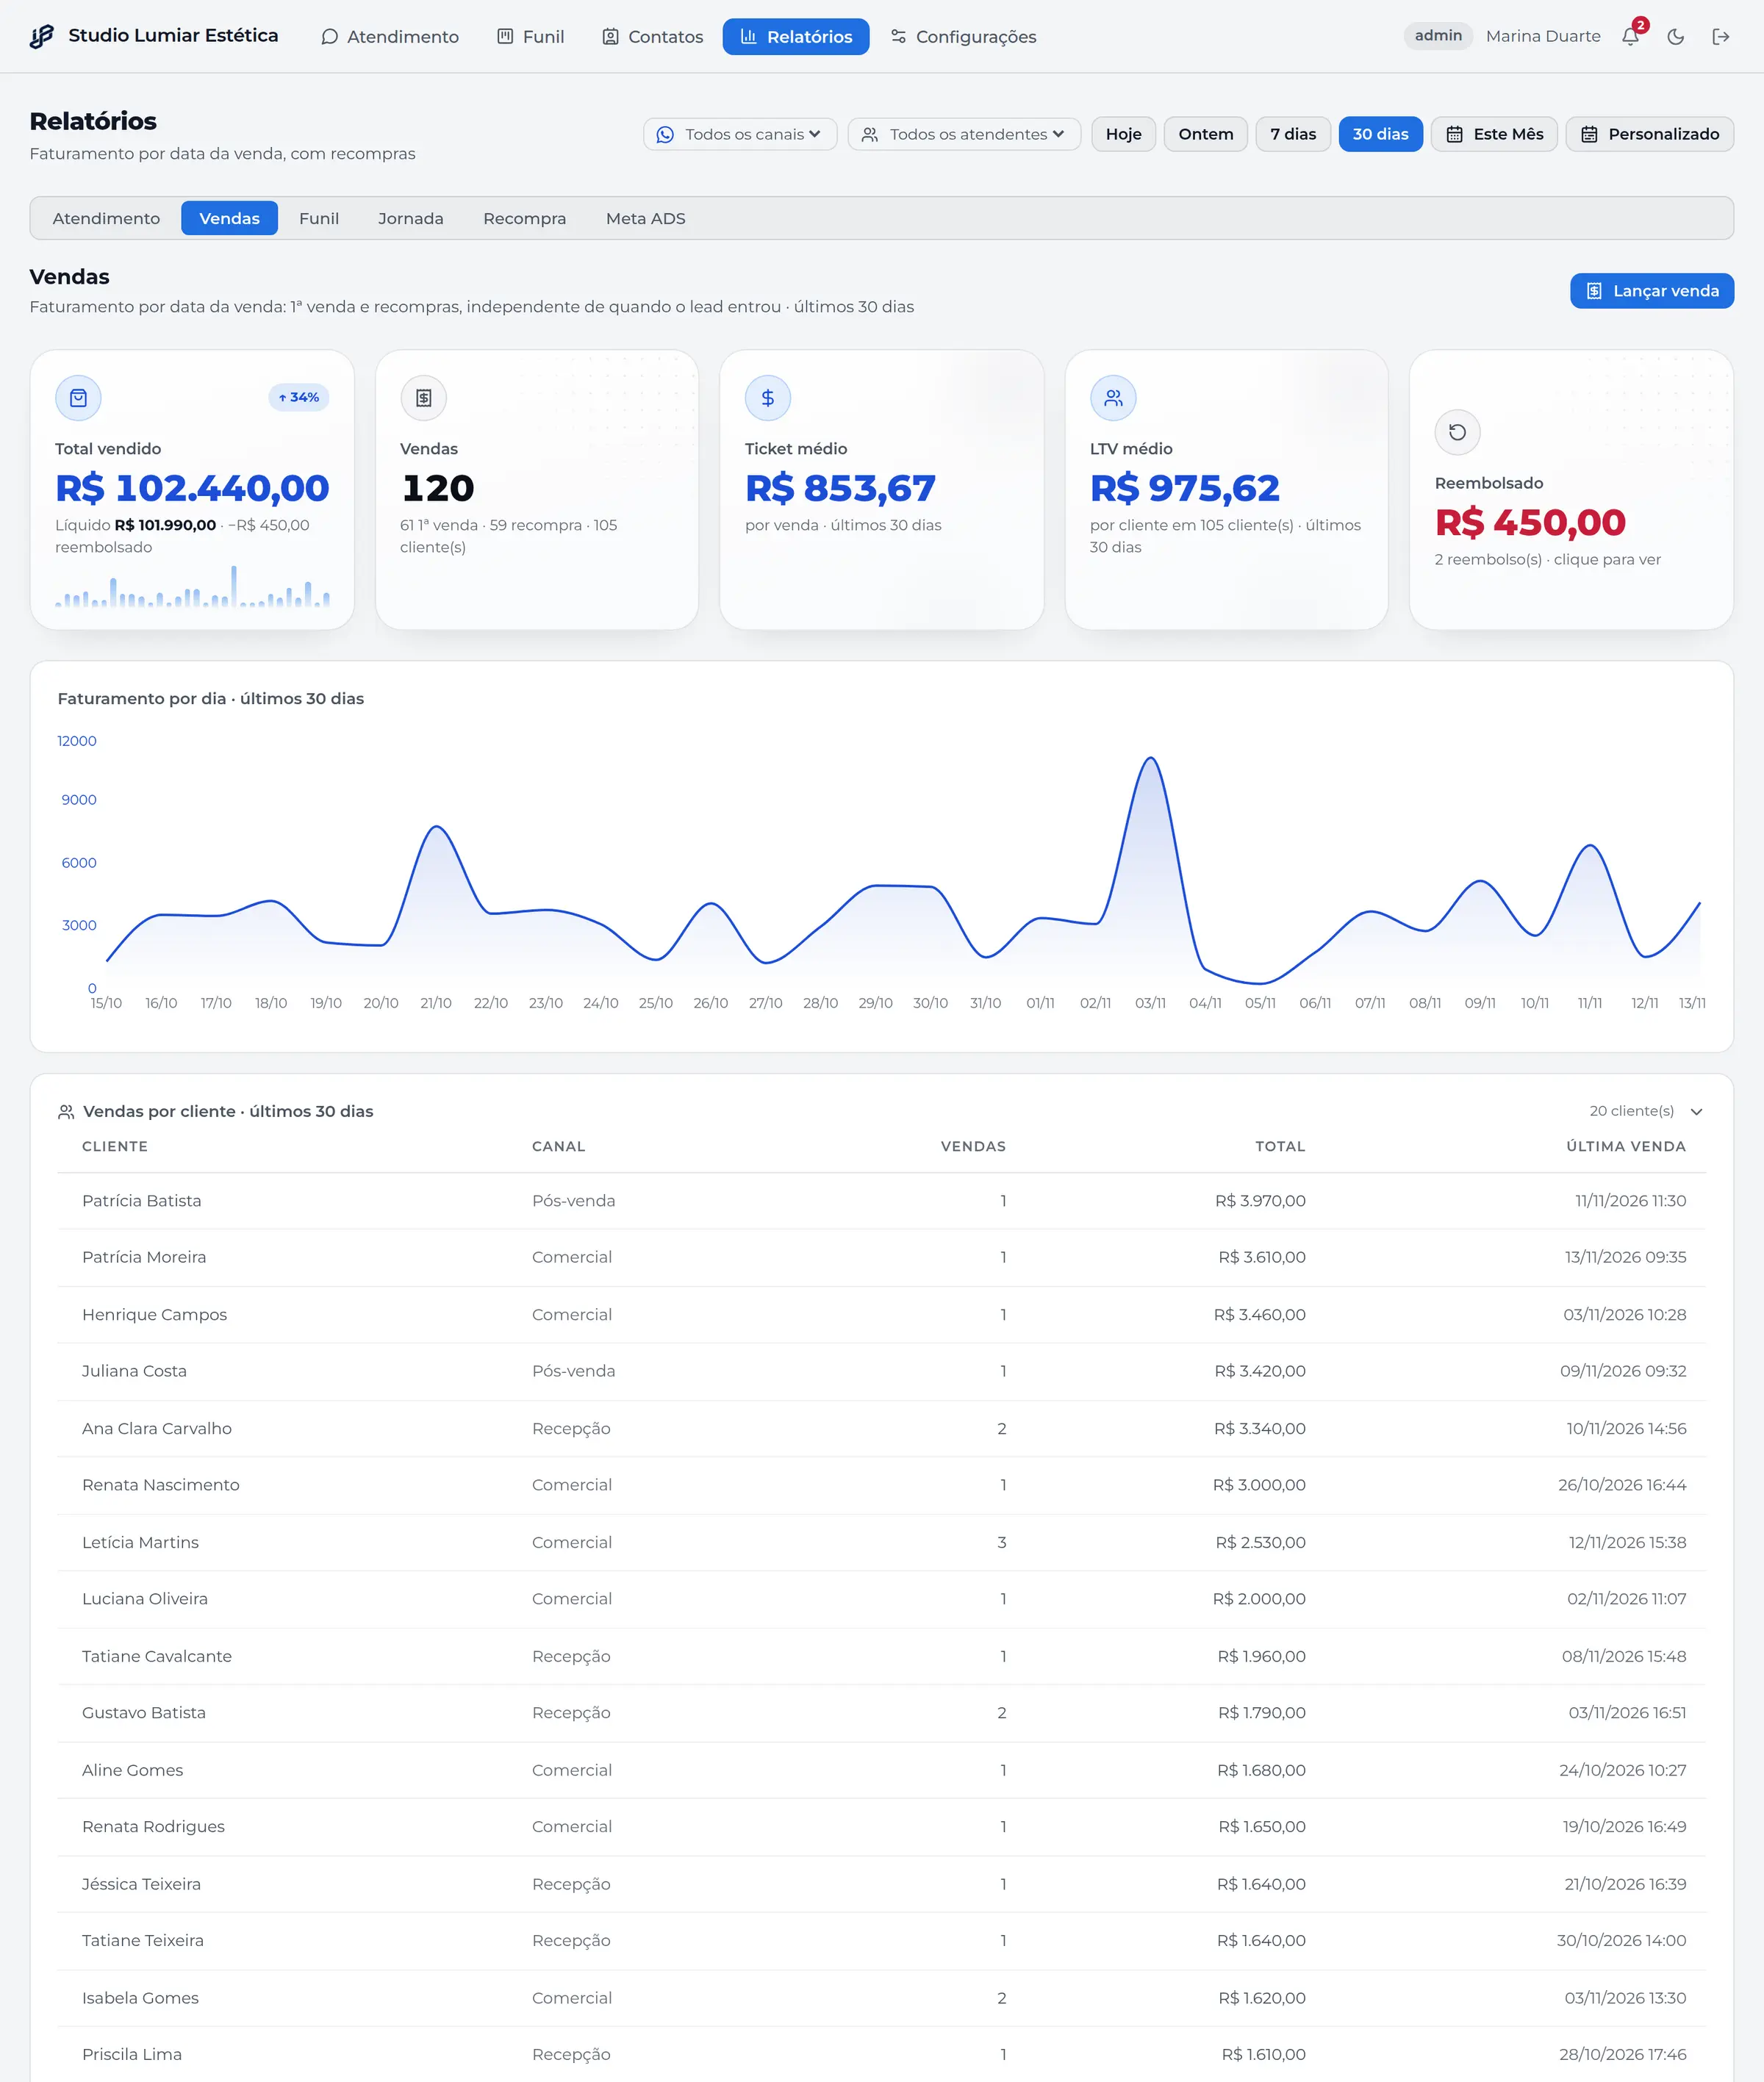 Studio Lumiar Estética Atendimento Funil Contatos Relatórios Configurações admin Marina Duarte 2
Relatórios
Faturamento por data da venda, com recompras
Todos os canais Todos os atendentes Hoje Ontem 7 dias 30 dias Este Mês Personalizado
Atendimento Vendas Funil Jornada Recompra Meta ADS
Vendas
Faturamento por data da venda: 1ª venda e recompras, independente de quando o lead entrou · últimos 30 dias
Lançar venda
↑ 34%
Total vendido
R$ 102.440,00
Líquido R$ 101.990,00 · −R$ 450,00
reembolsado
Vendas
120
61 1ª venda · 59 recompra · 105
cliente(s)
Ticket médio
R$ 853,67
por venda · últimos 30 dias
LTV médio
R$ 975,62
por cliente em 105 cliente(s) · últimos
30 dias
Reembolsado
R$ 450,00
2 reembolso(s) · clique para ver
Faturamento por dia · últimos 30 dias
12000
9000
6000
3000
0
15/10 16/10 17/10 18/10 19/10 20/10 21/10 22/10 23/10 24/10 25/10 26/10 27/10 28/10 29/10 30/10 31/10 01/11 02/11 03/11 04/11 05/11 06/11 07/11 08/11 09/11 10/11 11/11 12/11 13/11
Vendas por cliente · últimos 30 dias 20 cliente(s)
CLIENTE CANAL VENDAS TOTAL ÚLTIMA VENDA
Patrícia Batista Pós-venda 1 R$ 3.970,00 11/11/2026 11:30
Patrícia Moreira Comercial 1 R$ 3.610,00 13/11/2026 09:35
Henrique Campos Comercial 1 R$ 3.460,00 03/11/2026 10:28
Juliana Costa Pós-venda 1 R$ 3.420,00 09/11/2026 09:32
Ana Clara Carvalho Recepção 2 R$ 3.340,00 10/11/2026 14:56
Renata Nascimento Comercial 1 R$ 3.000,00 26/10/2026 16:44
Letícia Martins Comercial 3 R$ 2.530,00 12/11/2026 15:38
Luciana Oliveira Comercial 1 R$ 2.000,00 02/11/2026 11:07
Tatiane Cavalcante Recepção 1 R$ 1.960,00 08/11/2026 15:48
Gustavo Batista Recepção 2 R$ 1.790,00 03/11/2026 16:51
Aline Gomes Comercial 1 R$ 1.680,00 24/10/2026 10:27
Renata Rodrigues Comercial 1 R$ 1.650,00 19/10/2026 16:49
Jéssica Teixeira Recepção 1 R$ 1.640,00 21/10/2026 16:39
Tatiane Teixeira Recepção 1 R$ 1.640,00 30/10/2026 14:00
Isabela Gomes Comercial 2 R$ 1.620,00 03/11/2026 13:30
Priscila Lima Recepção 1 R$ 1.610,00 28/10/2026 17:46